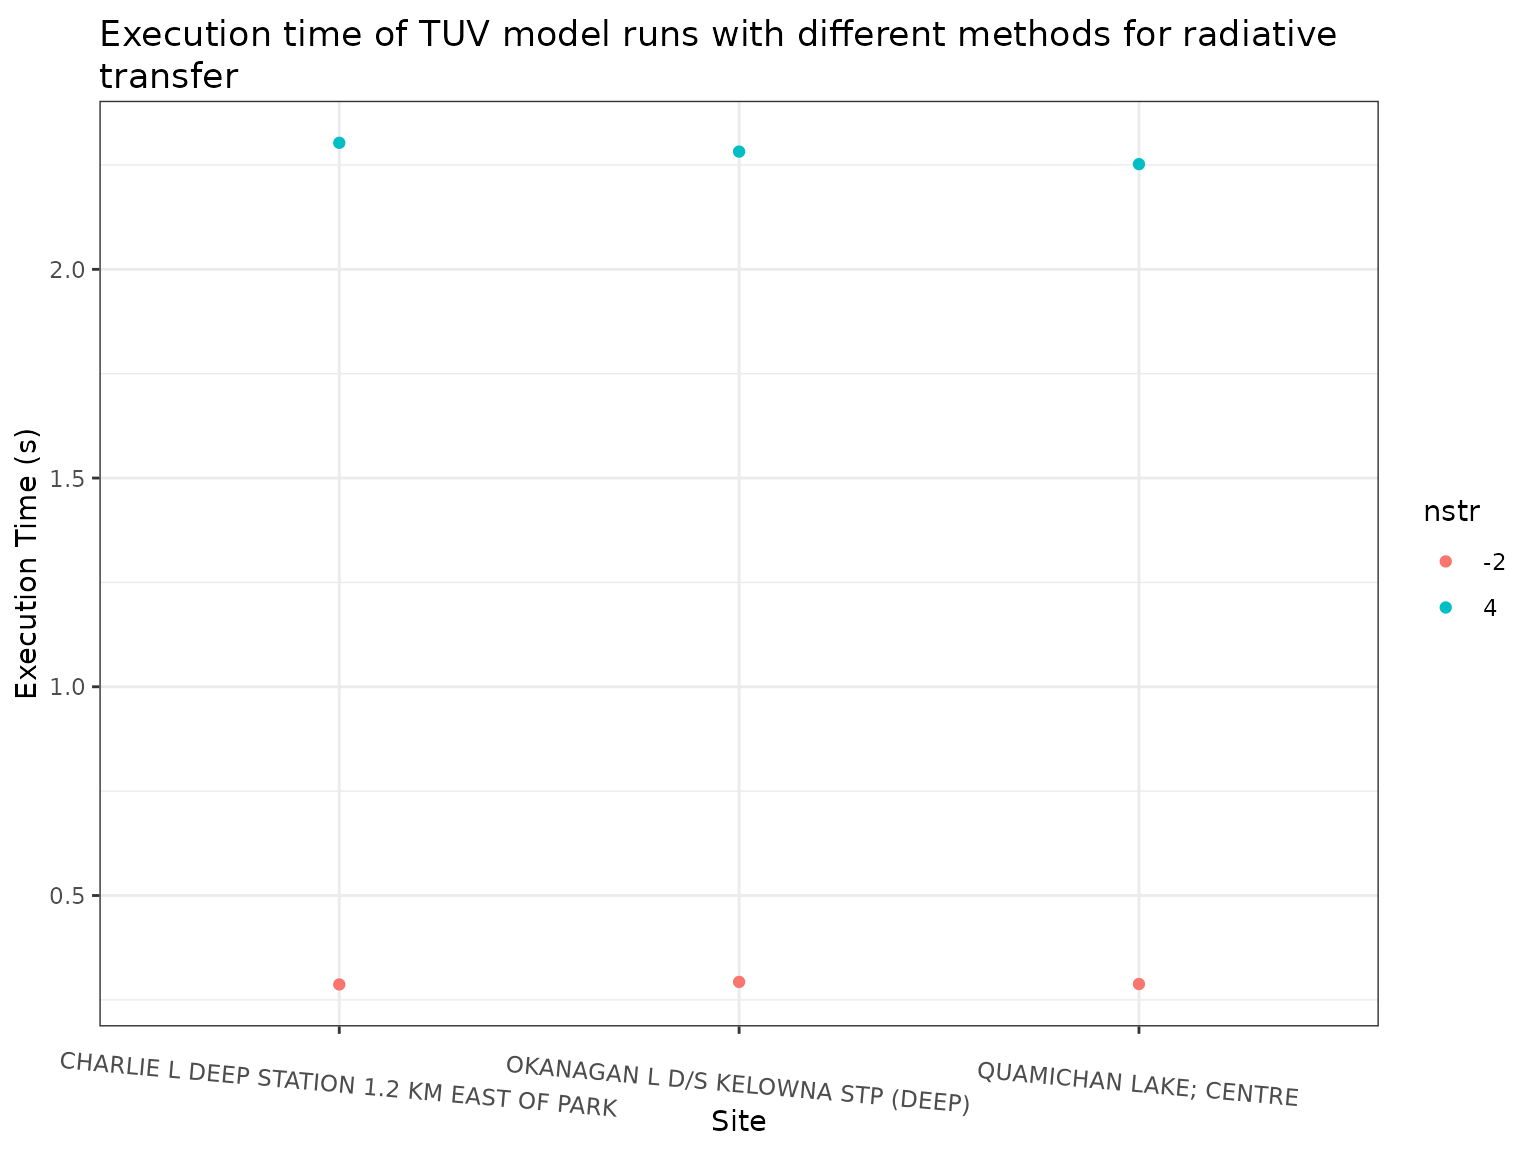 Execution time of TUV model runs with different methods for radiative
transfer
Execution Time (s)
2.0
1.5
1.0
0.5
CHARLIE L DEEP STATION 1.2 KM EAST OF PARK
OKANAGAN L D/S KELOWNA STP (DEEP)
QUAMICHAN LAKE; CENTRE
Site
nstr
-2
4